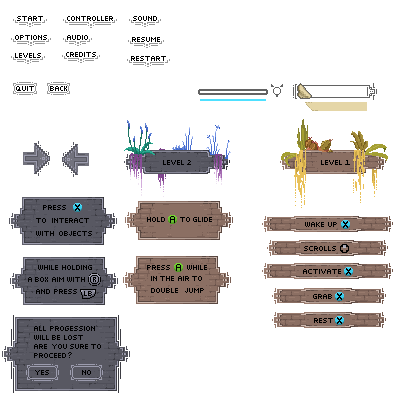 START CONTROLLER SOUND
OPTIONS AUDIO RESUME
LEVELS CREDITS RESTART
QUIT BACK
LEVEL 2
LEVEL 1
PRESS X
TO INTERACT
WITH OBJECTS
HOLD A TO GLIDE
WAKE UP X
SCROLLS
ACTIVATE X
GRAB X
REST X
WHILE HOLDING
A BOX AIM WITH R
AND PRESS LB
PRESS A WHILE
IN THE AIR TO
DOUBLE JUMP
ALL PROGESSION
WILL BE LOST
ARE YOU SURE TO
PROCEED?
YES NO